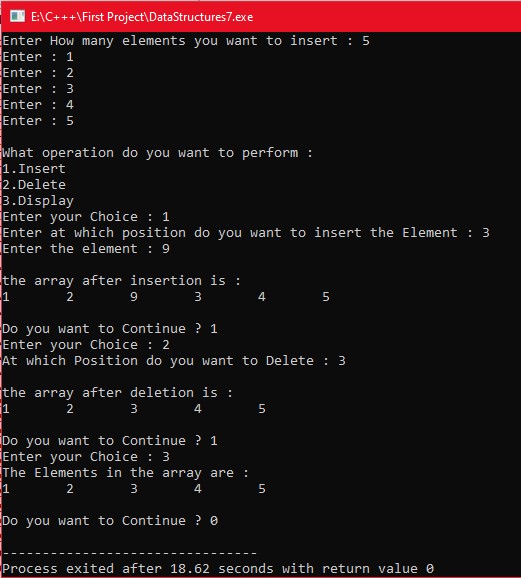 E:\C+++\First Project\DataStructures7.exe
Enter How many elements you want to insert : 5
Enter : 1
Enter : 2
Enter : 3
Enter : 4
Enter : 5
What operation do you want to perform :
1.Insert
2.Delete
3.Display
Enter your Choice : 1
Enter at which position do you want to insert the Element : 3
Enter the element : 9
the array after insertion is :
1 2 9 3 4 5
Do you want to Continue ? 1
Enter your Choice : 2
At which Position do you want to Delete : 3
the array after deletion is :
1 2 3 4 5
Do you want to Continue ? 1
Enter your Choice : 3
The Elements in the array are :
1 2 3 4 5
Do you want to Continue ? 0
--------------------------------
Process exited after 18.62 seconds with return value 0